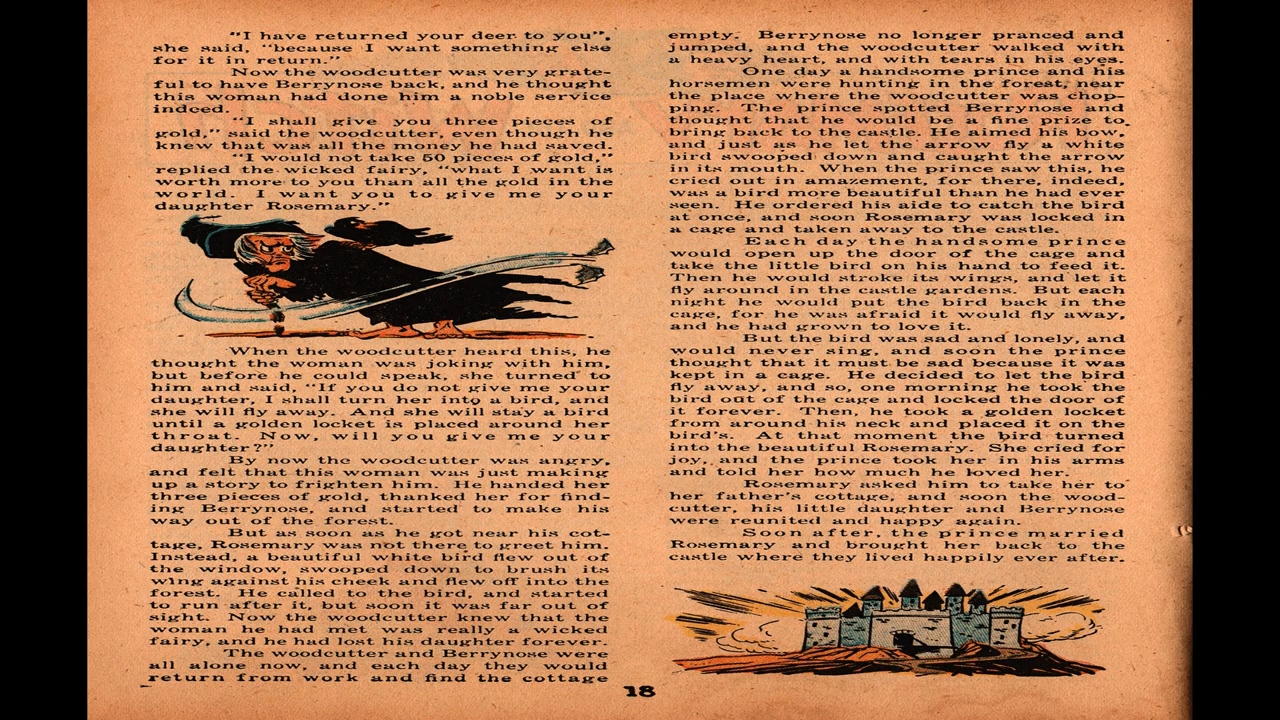 "I have returned your deer to you",
she said, "because I want something else
for it in return."
Now the woodcutter was very grate-
ful to have Berrynose back, and he thought
this woman had done him a noble service
indeed.
"I shall give you three pieces of
gold," said the woodcutter, even though he
knew that was all the money he had saved.
"I would not take 50 pieces of gold,"
replied the wicked fairy, "what I want is
worth more to you than all the gold in the
world. I want you to give me your
daughter Rosemary."
When the woodcutter heard this, he
thought the woman was joking with him,
but before he could speak, she turned to
him and said, "If you do not give me your
daughter, I shall turn her into a bird, and
she will fly away. And she will stay a bird
until a golden locket is placed around her
throat. Now, will you give me your
daughter?"
By now the woodcutter was angry,
and felt that this woman was just making
up a story to frighten him. He handed her
three pieces of gold, thanked her for find-
ing Berrynose, and started to make his
way out of the forest.
But as soon as he got near his cot-
tage, Rosemary was not there to greet him.
Instead, a beautiful white bird flew out of
the window, swooped down to brush its
wing against his cheek and flew off into the
forest. He called to the bird, and started
to run after it, but soon it was far out of
sight. Now the woodcutter knew that the
woman he had met was really a wicked
fairy, and he had lost his daughter forever.
The woodcutter and Berrynose were
all alone now, and each day they would
return from work and find the cottage
empty. Berrynose no longer pranced and
jumped, and the woodcutter walked with
a heavy heart, and with tears in his eyes.
One day a handsome prince and his
horsemen were hunting in the forest, near
the place where the woodcutter was chop-
ping. The prince spotted Berrynose and
thought that he would be a fine prize to
bring back to the castle. He aimed his bow,
and just as he let the arrow fly a white
bird swooped down and caught the arrow
in its mouth. When the prince saw this, he
cried out in amazement, for there, indeed,
was a bird more beautiful than he had ever
seen. He ordered his aide to catch the bird
at once, and soon Rosemary was locked in
a cage and taken away to the castle.
Each day the handsome prince
would open up the door of the cage and
take the little bird on his hand to feed it.
Then he would stroke its wings, and let it
fly around in the castle gardens. But each
night he would put the bird back in the
cage, for he was afraid it would fly away,
and he had grown to love it.
But the bird was sad and lonely, and
would never sing, and soon the prince
thought that it must be sad because it was
kept in a cage. He decided to let the bird
fly away, and so, one morning he took the
bird out of the cage and locked the door of
it forever. Then, he took a golden locket
from around his neck and placed it on the
bird's. At that moment the bird turned
into the beautiful Rosemary. She cried for
joy, and the prince took her in his arms
and told her how much he loved her.
Rosemary asked him to take her to
her father's cottage, and soon the wood-
cutter, his little daughter and Berrynose
were reunited and happy again.
Soon after, the prince married
Rosemary and brought her back to the
castle where they lived happily ever after.
18